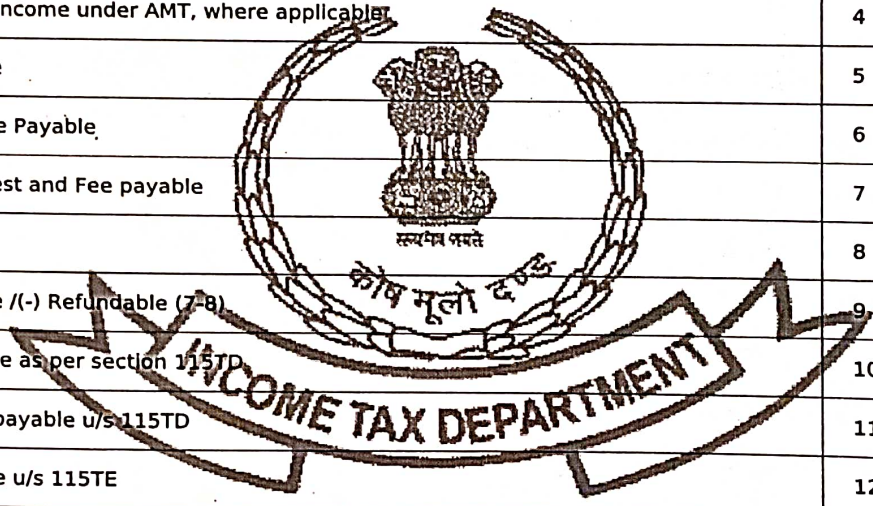 ncome under AMT, where applicable 4
e 5
e Payable 6
est and Fee payable 7
सत्यमेव जयते
8
कोष मूलो दण्ड
e /(-) Refundable (7-8) 9
e as per section 115TD 10
payable u/s 115TD 11
INCOME TAX DEPARTMENT
e u/s 115TE 12